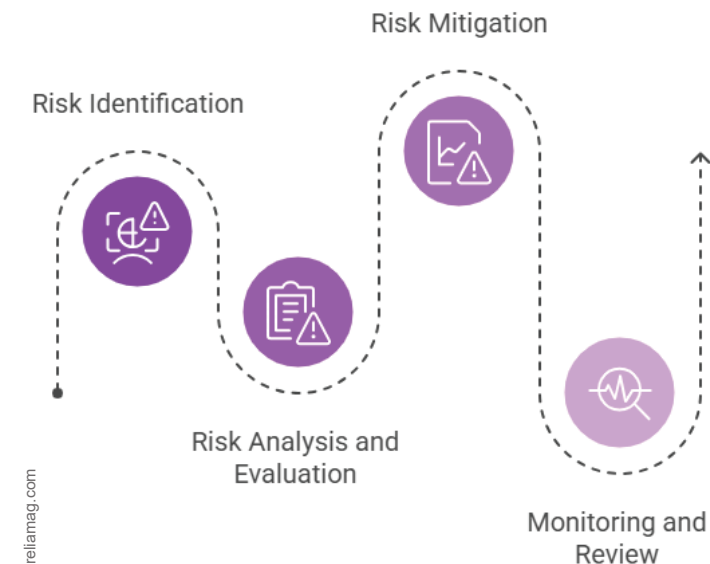 Risk Mitigation
Risk Identification
Risk Analysis and
Evaluation
Monitoring and
Review
reliamag.com